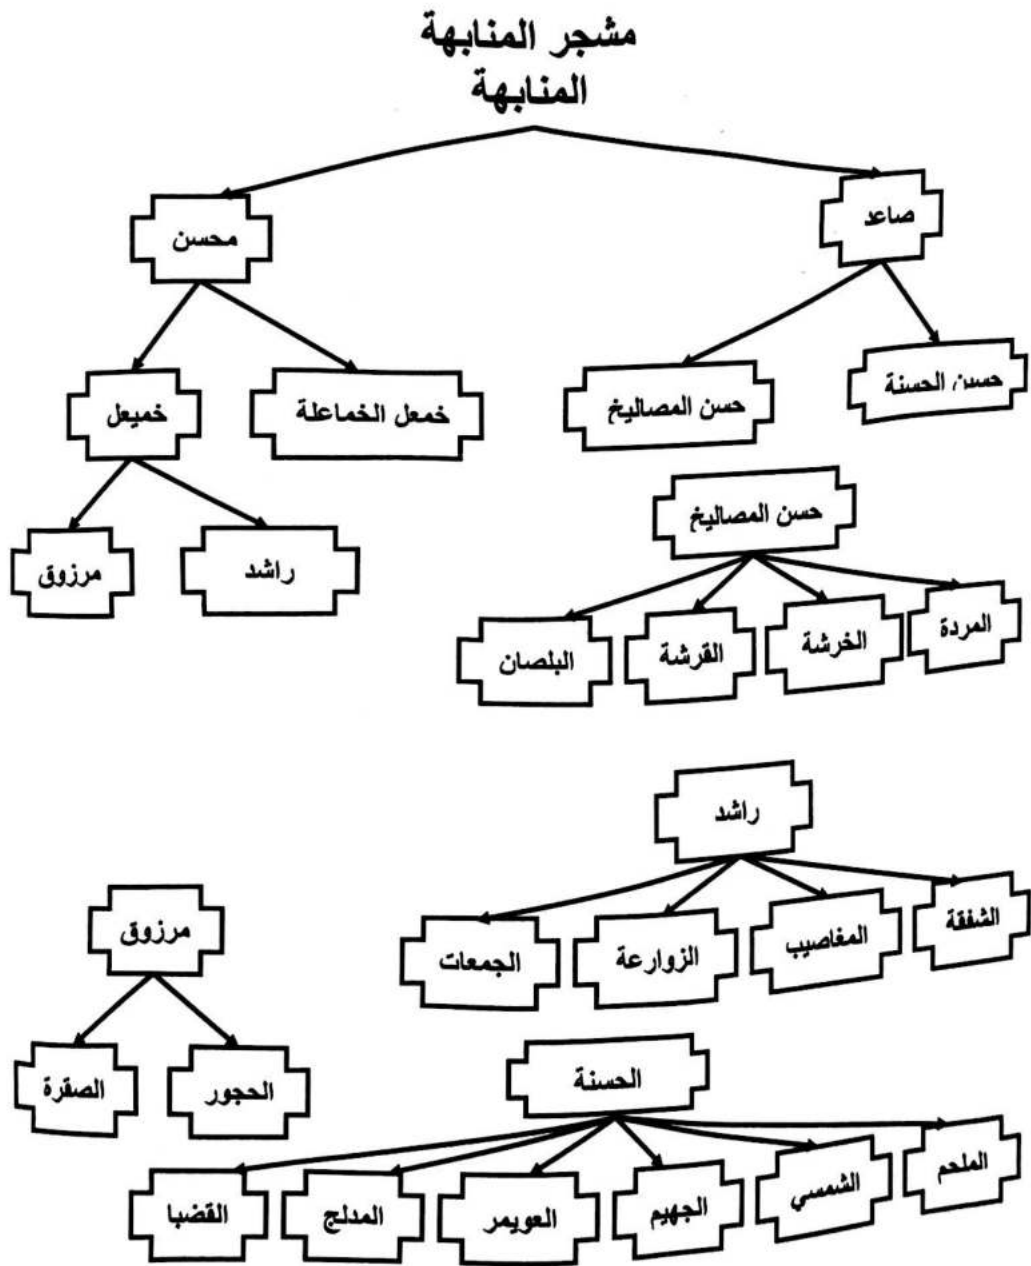 مشجر المنابهة
المنابهة
صاعد
محسن
حسين الحسنة
حسن المصاليخ
خمعل الخماعلة
خميعل
راشد
مرزوق
حسن المصاليخ
المردة
الخرشة
القرشة
البلصان
راشد
الشفقة
المغاصيب
الزوارعة
الجمعات
مرزوق
الحجور
الصقرة
الحسنة
الملحم
الشمسي
الجهيم
العويمر
المدلج
القضبا